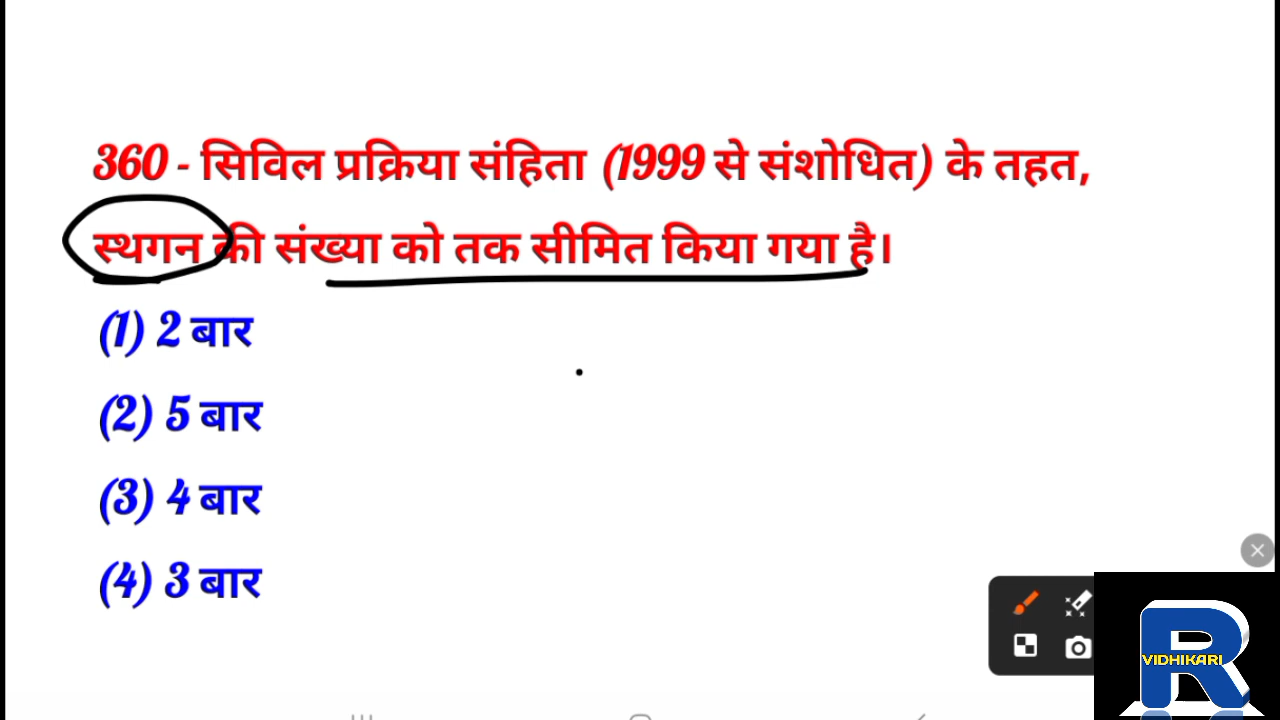 360 - सिविल प्रक्रिया संहिता (1999 से संशोधित) के तहत,
स्थगन की संख्या को तक सीमित किया गया है।
(1) 2 बार
(2) 5 बार
(3) 4 बार
(4) 3 बार
R
VIDHIKARI